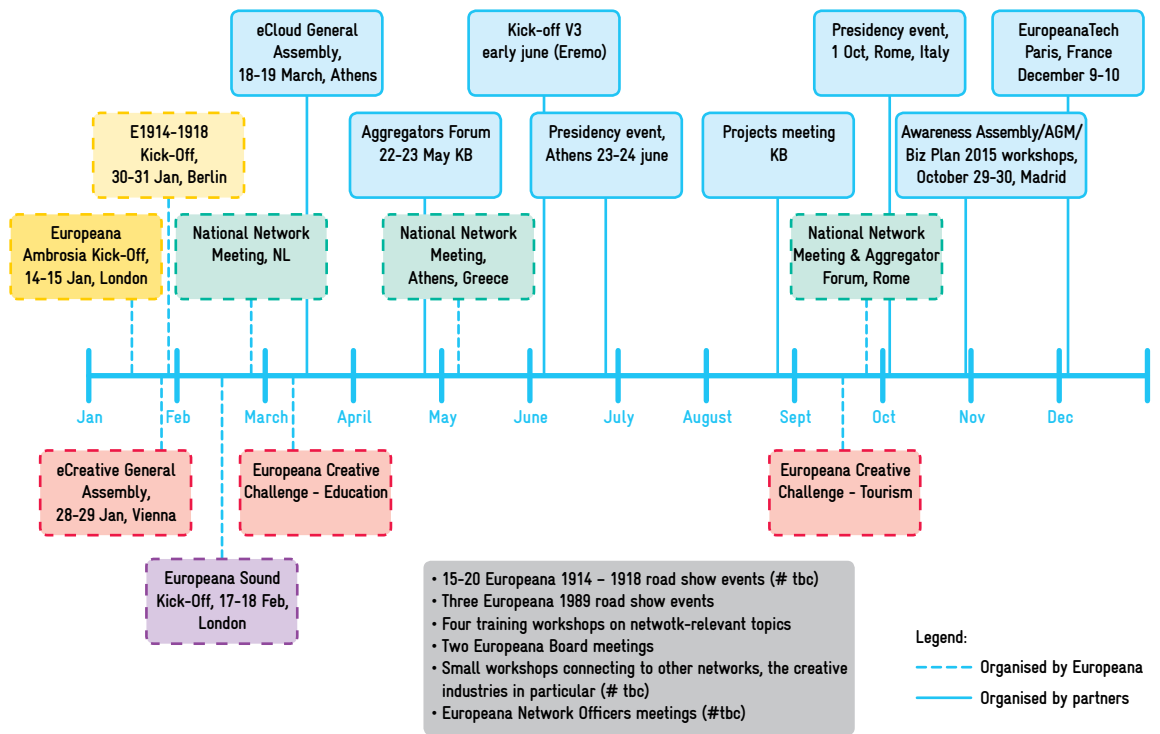 eCloud General
Assembly,
18-19 March, Athens
Kick-off V3
early june (Eremo)
Presidency event,
1 Oct, Rome, Italy
EuropeanaTech
Paris, France
December 9-10
E1914-1918
Kick-Off,
30-31 Jan, Berlin
Aggregators Forum
22-23 May KB
Presidency event,
Athens 23-24 june
Projects meeting
KB
Awareness Assembly/AGM/
Biz Plan 2015 workshops,
October 29-30, Madrid
Europeana
Ambrosia Kick-Off,
14-15 Jan, London
National Network
Meeting, NL
National Network
Meeting,
Athens, Greece
National Network
Meeting & Aggregator
Forum, Rome
Jan
Feb
March
April
May
June
July
August
Sept
Oct
Nov
Dec
eCreative General
Assembly,
28-29 Jan, Vienna
Europeana Creative
Challenge - Education
Europeana Creative
Challenge - Tourism
Europeana Sound
Kick-Off, 17-18 Feb,
London
• 15-20 Europeana 1914 – 1918 road show events (# tbc)
• Three Europeana 1989 road show events
• Four training workshops on netwotk-relevant topics
• Two Europeana Board meetings
• Small workshops connecting to other networks, the creative
industries in particular (# tbc)
• Europeana Network Officers meetings (#tbc)
Legend:
Organised by Europeana
Organised by partners